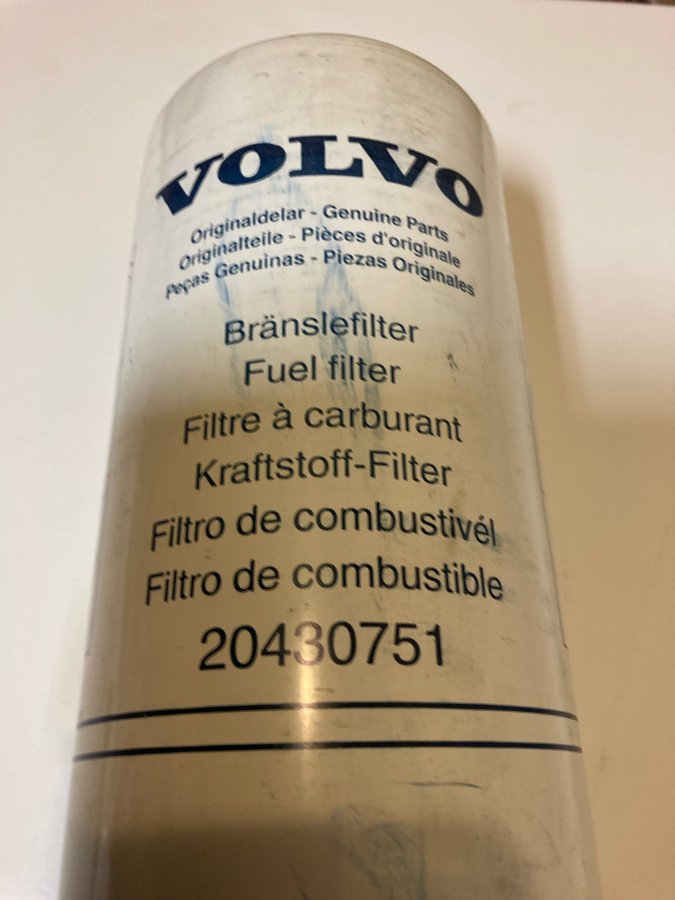 VOLVO
Originaldelar - Genuine Parts
Originalteile - Pièces d'originale
Peças Genuinas - Piezas Originales
Bränslefilter
Fuel filter
Filtre à carburant
Kraftstoff-Filter
Filtro de combustivél
Filtro de combustible
20430751